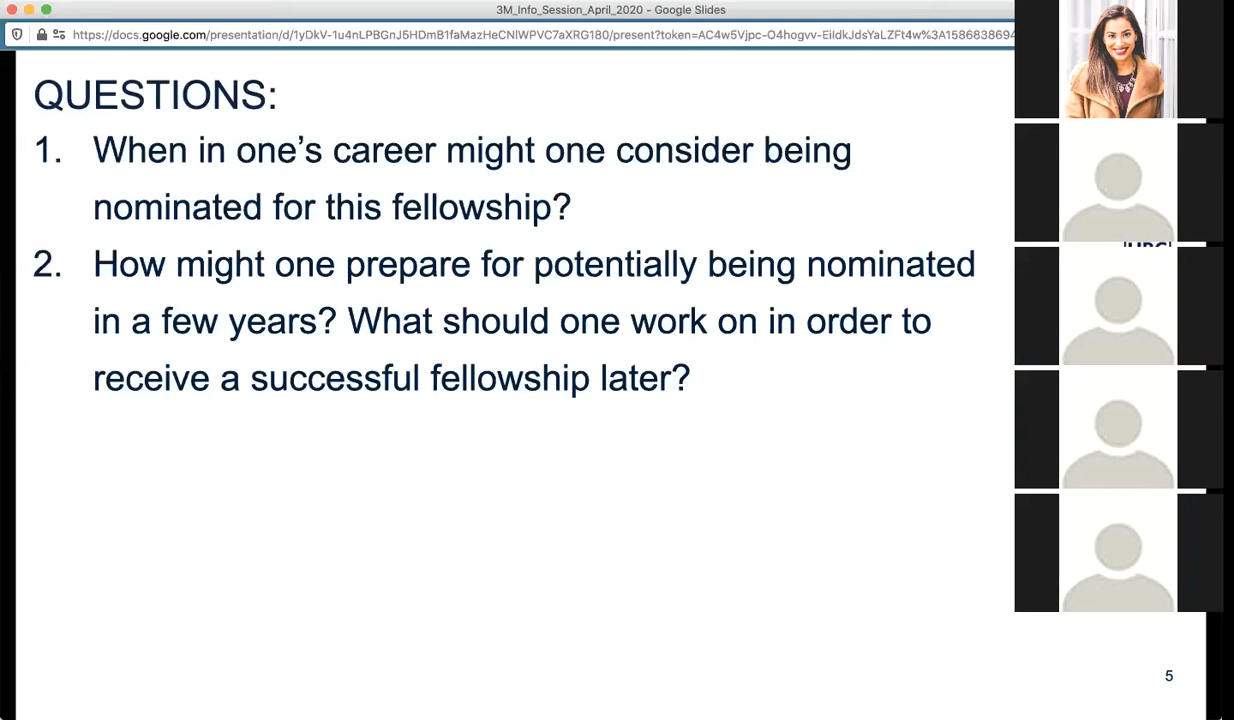 3M_Info_Session_April_2020 - Google Slides
https://docs.google.com/presentation/d/1yDkV-1u4nLPBGnJ5HDmB1faMazHeCNlWPVC7aXRG180/present?token=AC4w5Vjpc-O4hogvv-EiIdkJdsYaLZFt4w%3A1586838694
QUESTIONS:
1. When in one’s career might one consider being
nominated for this fellowship?
2. How might one prepare for potentially being nominated
in a few years? What should one work on in order to
receive a successful fellowship later?
5